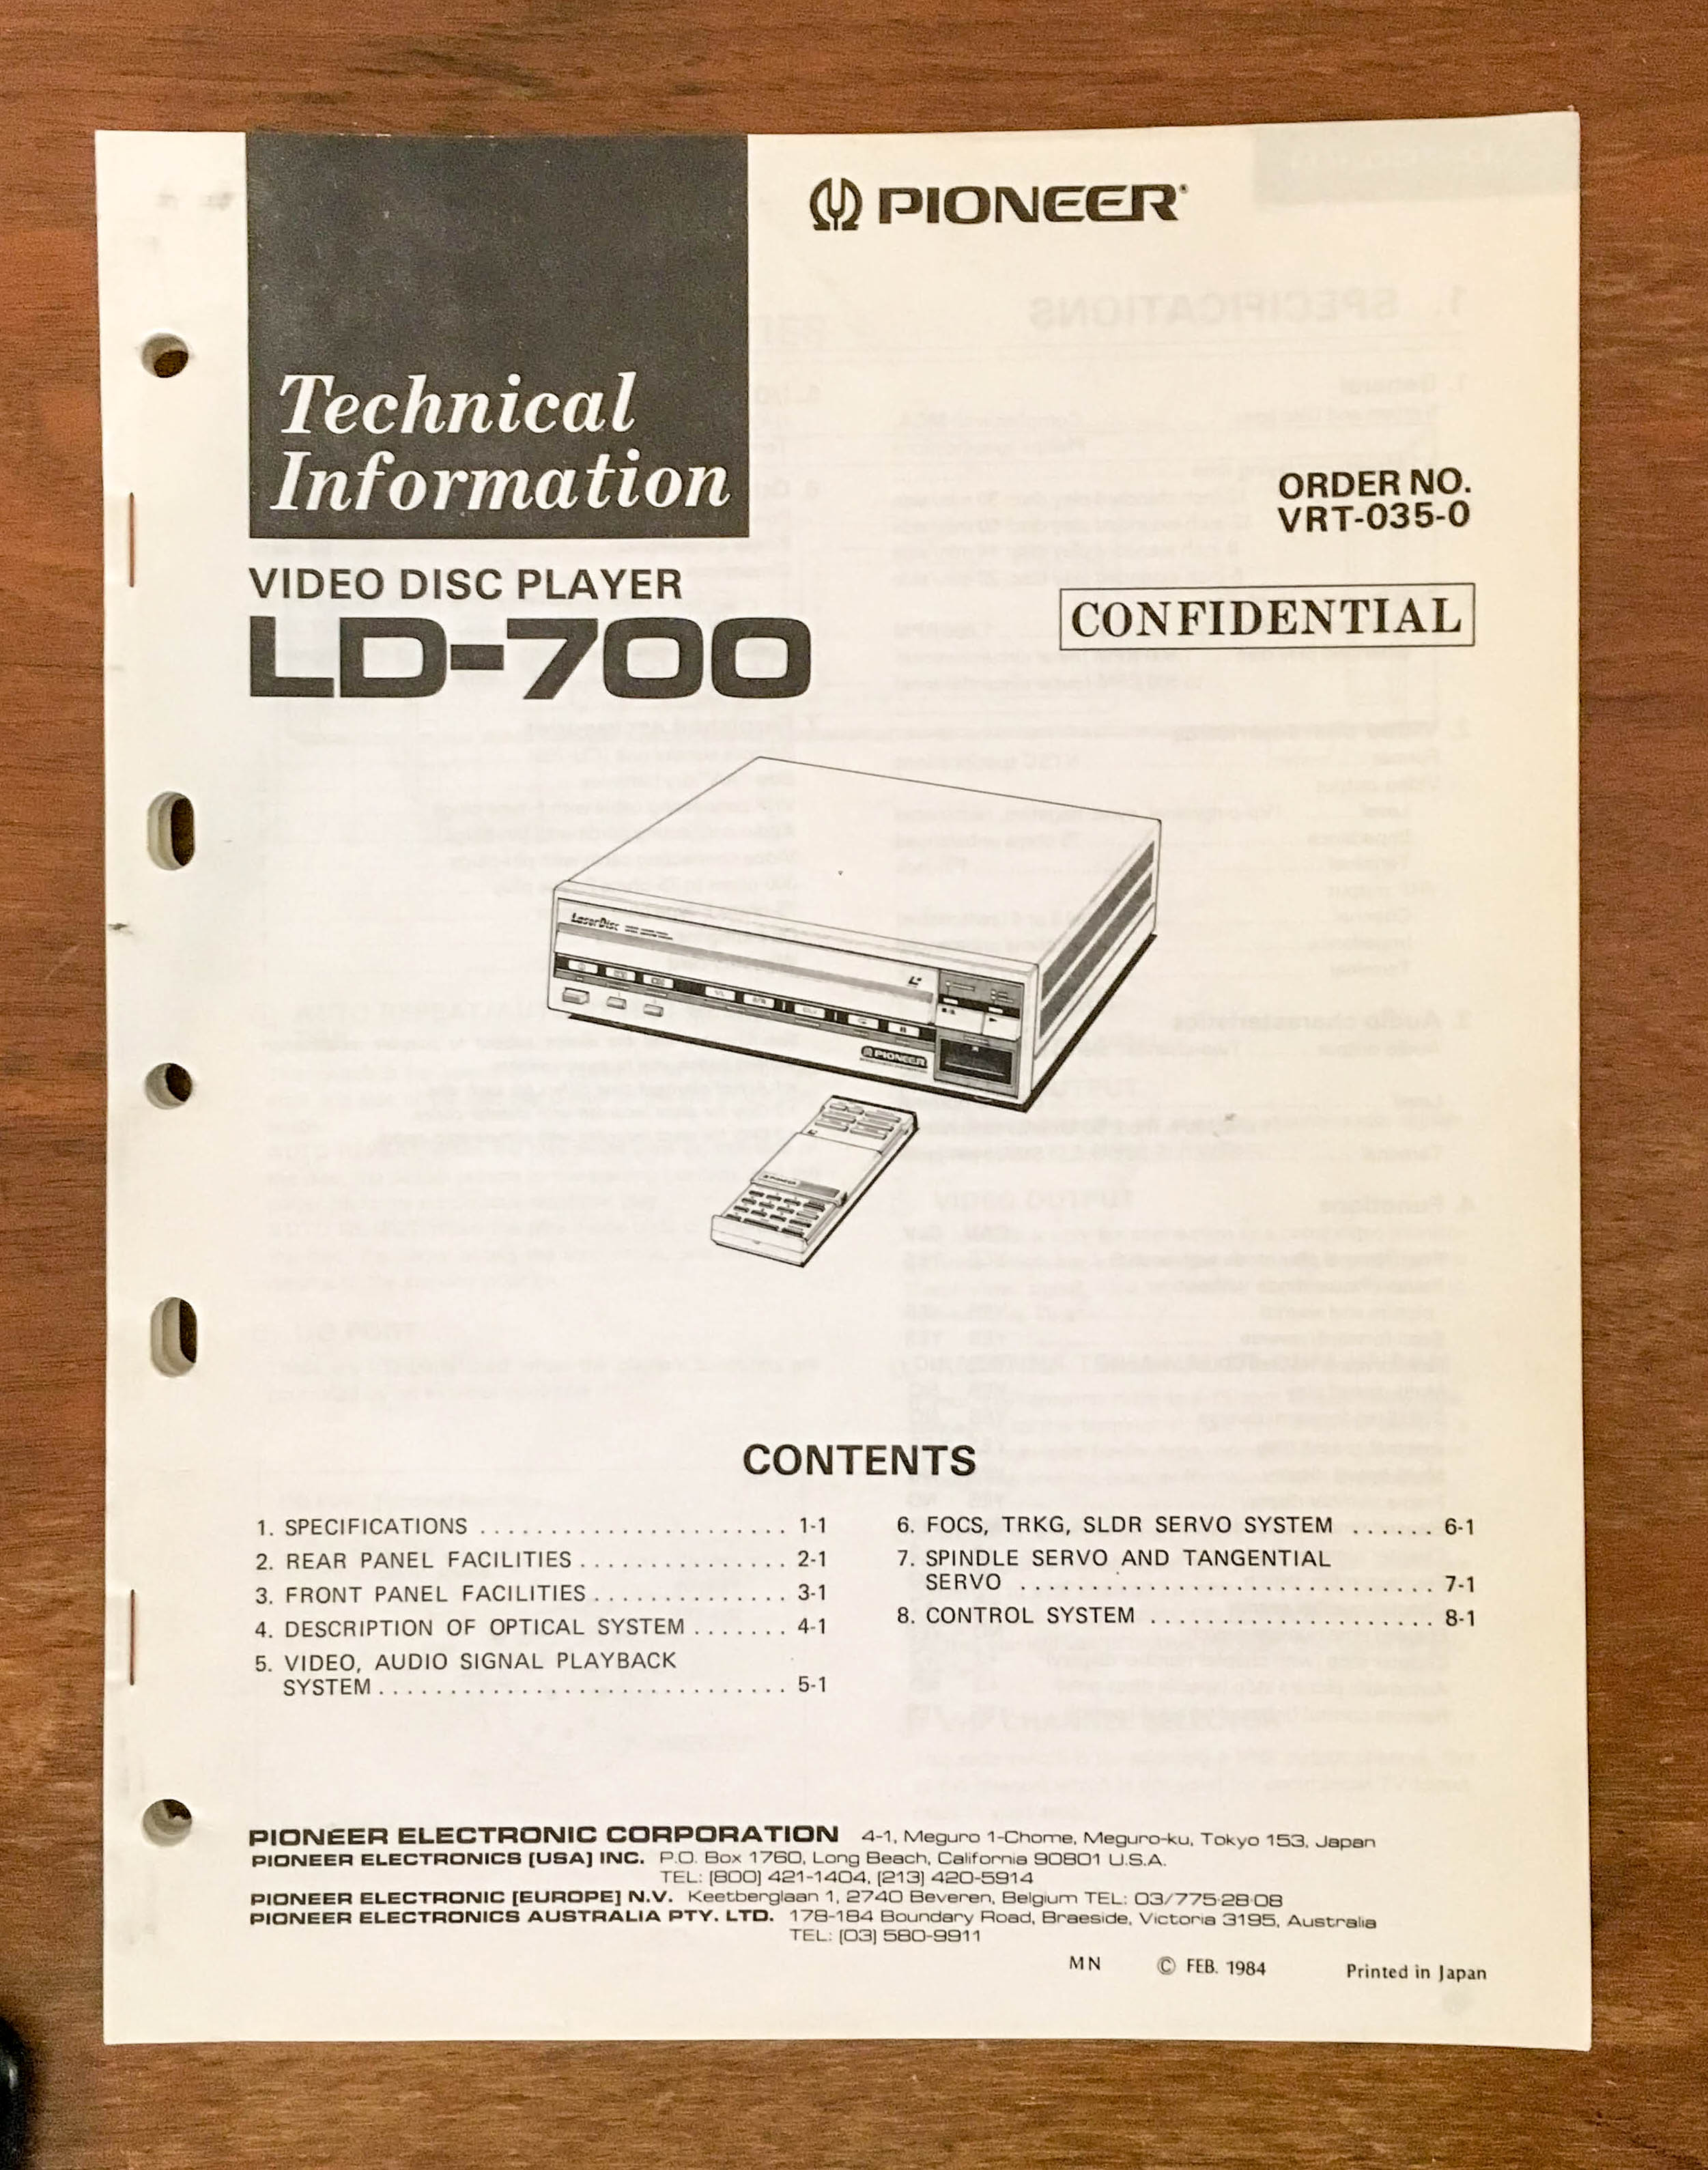 PIONEER®
Technical
Information
ORDER NO.
VRT-035-0
VIDEO DISC PLAYER
LD-700
CONFIDENTIAL
LaserDisc
PIONEER
PIONEER
CONTENTS
1. SPECIFICATIONS ...................... 1-1
2. REAR PANEL FACILITIES ............... 2-1
3. FRONT PANEL FACILITIES .............. 3-1
4. DESCRIPTION OF OPTICAL SYSTEM ....... 4-1
5. VIDEO, AUDIO SIGNAL PLAYBACK
SYSTEM ............................. 5-1
6. FOCS, TRKG, SLDR SERVO SYSTEM ...... 6-1
7. SPINDLE SERVO AND TANGENTIAL
SERVO ............................. 7-1
8. CONTROL SYSTEM .................... 8-1
PIONEER ELECTRONIC CORPORATION 4-1, Meguro 1-Chome, Meguro-ku, Tokyo 153, Japan
PIONEER ELECTRONICS [USA] INC. P.O. Box 1760, Long Beach, California 90801 U.S.A.
TEL: [800] 421-1404, [213] 420-5914
PIONEER ELECTRONIC [EUROPE] N.V. Keetberglaan 1, 2740 Beveren, Belgium TEL: 03/775·28·08
PIONEER ELECTRONICS AUSTRALIA PTY. LTD. 178-184 Boundary Road, Braeside, Victoria 3195, Australia
TEL: [03] 580-9911
MN © FEB. 1984 Printed in Japan